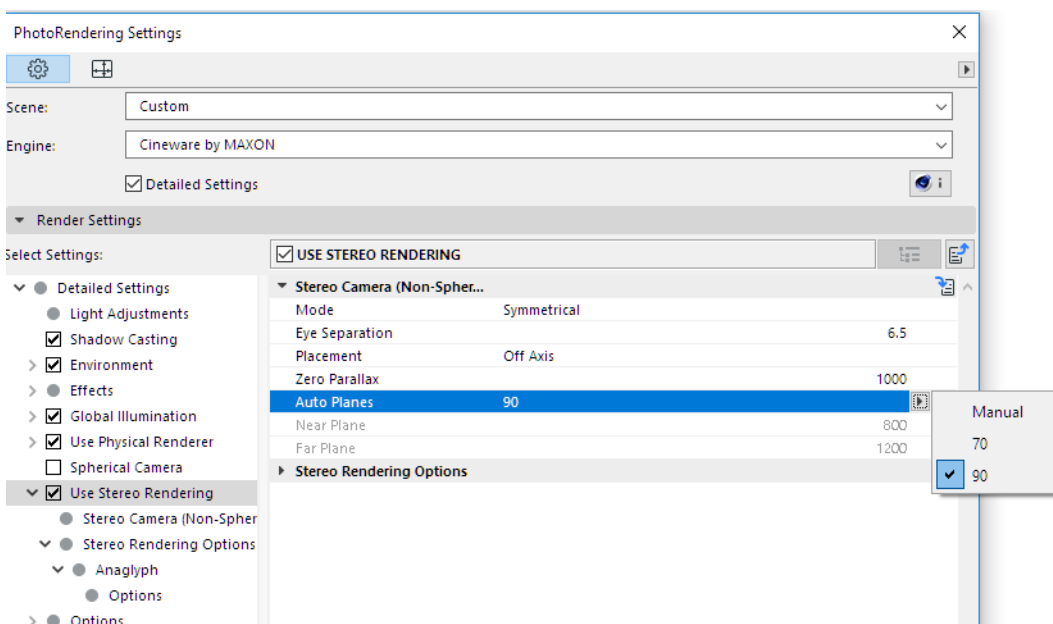 PhotoRendering Settings
Scene:
Custom
Engine:
Cineware by MAXON
Detailed Settings
i
Render Settings
Select Settings:
USE STEREO RENDERING
Detailed Settings
Light Adjustments
Shadow Casting
Environment
Effects
Global Illumination
Use Physical Renderer
Spherical Camera
Use Stereo Rendering
Stereo Camera (Non-Spher
Stereo Rendering Options
Anaglyph
Options
Options
Stereo Camera (Non-Spher...
Mode Symmetrical
Eye Separation 6.5
Placement Off Axis
Zero Parallax 1000
Auto Planes 90
Near Plane 800
Far Plane 1200
Stereo Rendering Options
Manual
70
90